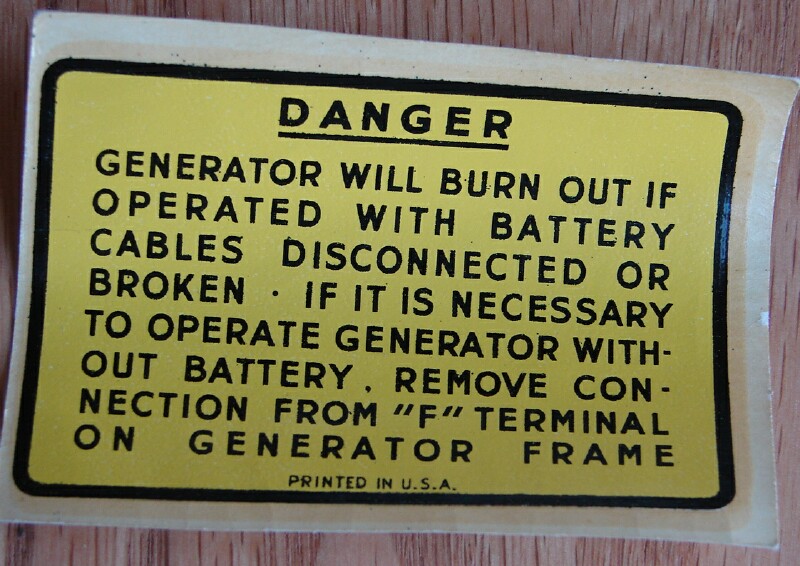 DANGER
GENERATOR WILL BURN OUT IF
OPERATED WITH BATTERY
CABLES DISCONNECTED OR
BROKEN · IF IT IS NECESSARY
TO OPERATE GENERATOR WITH-
OUT BATTERY. REMOVE CON-
NECTION FROM "F" TERMINAL
ON GENERATOR FRAME
PRINTED IN U.S.A.